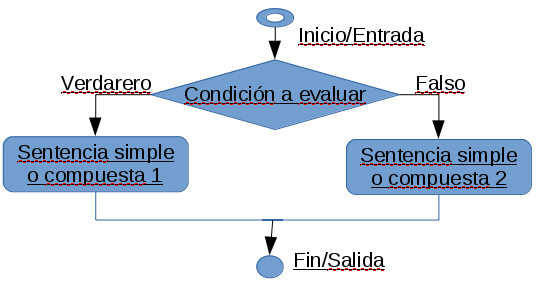 Inicio/Entrada
Verdarero
Condición a evaluar
Falso
Sentencia simple
o compuesta 1
Sentencia simple
o compuesta 2
Fin/Salida